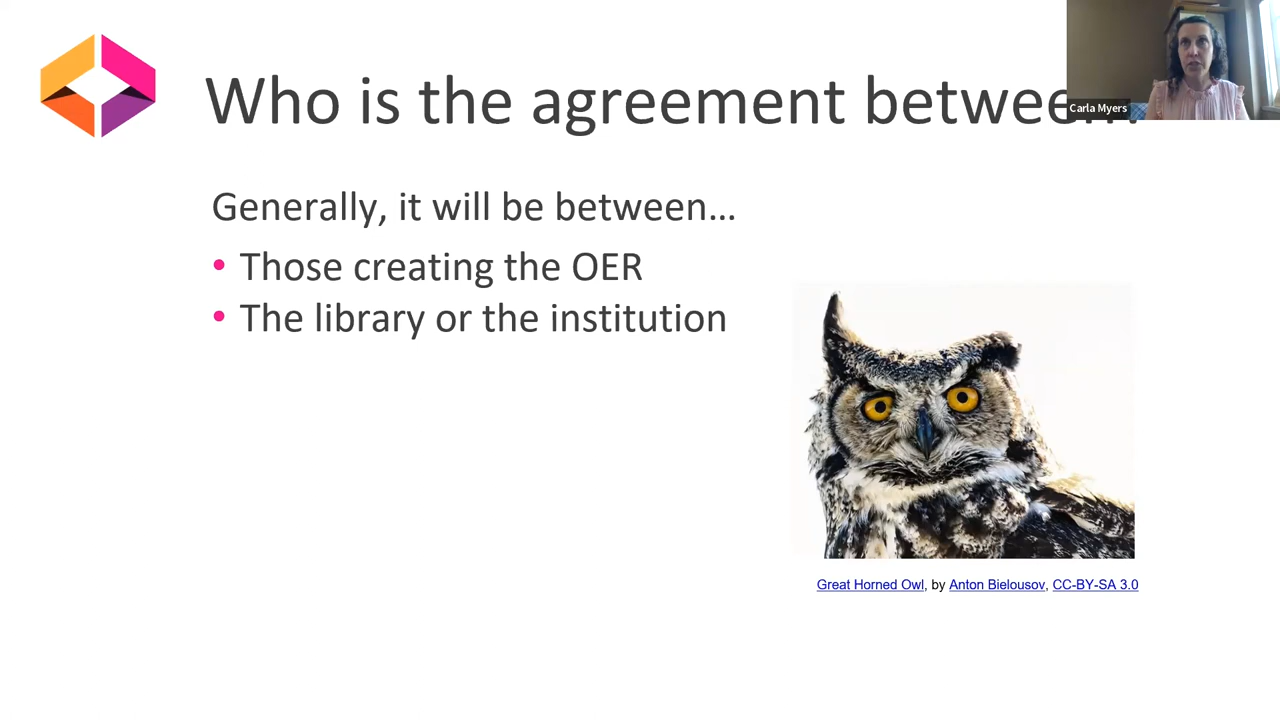 Who is the agreement between
Carla Myers
Generally, it will be between…
• Those creating the OER
• The library or the institution
Great Horned Owl, by Anton Bielousov, CC-BY-SA 3.0